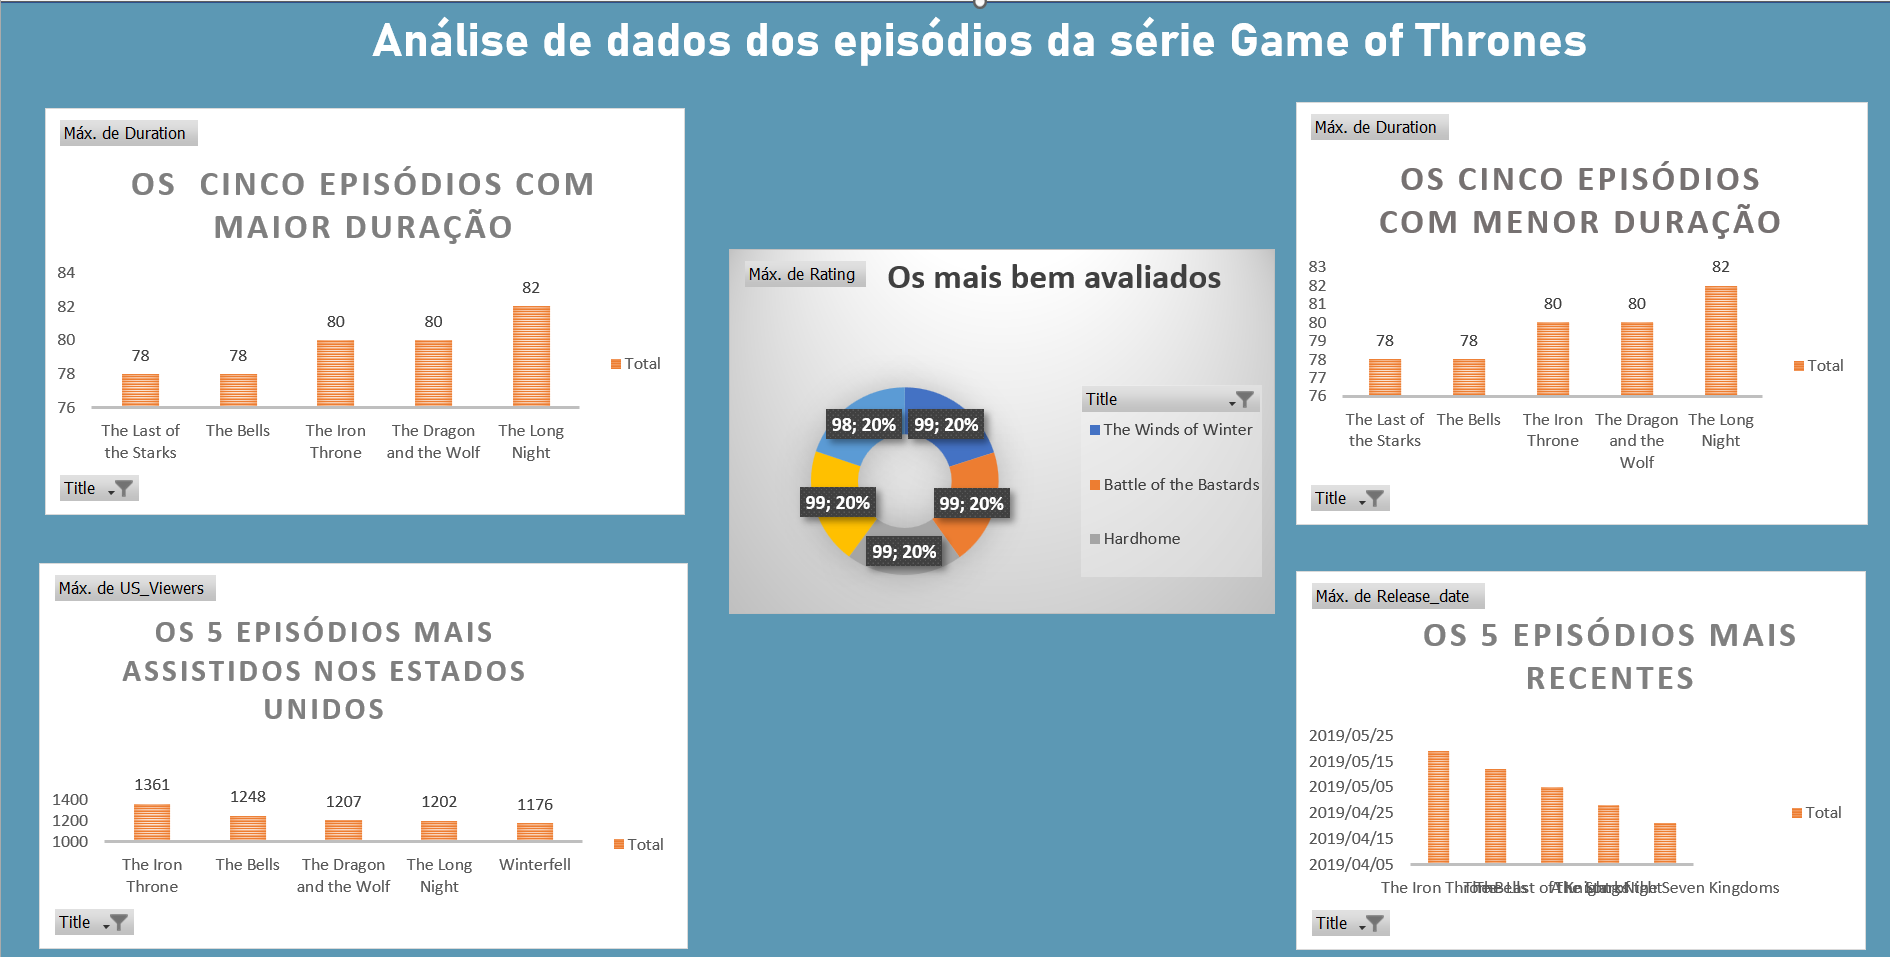 Análise de dados dos episódios da série Game of Thrones
Máx. de Duration
OS CINCO EPISÓDIOS COM
MAIOR DURAÇÃO
84
82
80
78
76
78
78
80
80
82
The Last of
the Starks
The Bells
The Iron
Throne
The Dragon
and the Wolf
The Long
Night
Total
Title
Máx. de Rating
Os mais bem avaliados
98; 20%
99; 20%
99; 20%
99; 20%
99; 20%
Title
The Winds of Winter
Battle of the Bastards
Hardhome
Máx. de Duration
OS CINCO EPISÓDIOS
COM MENOR DURAÇÃO
83
82
81
80
79
78
77
76
78
78
80
80
82
The Last of
the Starks
The Bells
The Iron
Throne
The Dragon
and the
Wolf
The Long
Night
Total
Title
Máx. de US_Viewers
OS 5 EPISÓDIOS MAIS
ASSISTIDOS NOS ESTADOS
UNIDOS
1400
1200
1000
1361
1248
1207
1202
1176
The Iron
Throne
The Bells
The Dragon
and the Wolf
The Long
Night
Winterfell
Total
Title
Máx. de Release_date
OS 5 EPISÓDIOS MAIS
RECENTES
2019/05/25
2019/05/15
2019/05/05
2019/04/25
2019/04/15
2019/04/05
The Iron Throne
The Bells
The Last of the Starks
The Long Night
A Knight of the Seven Kingdoms
Total
Title